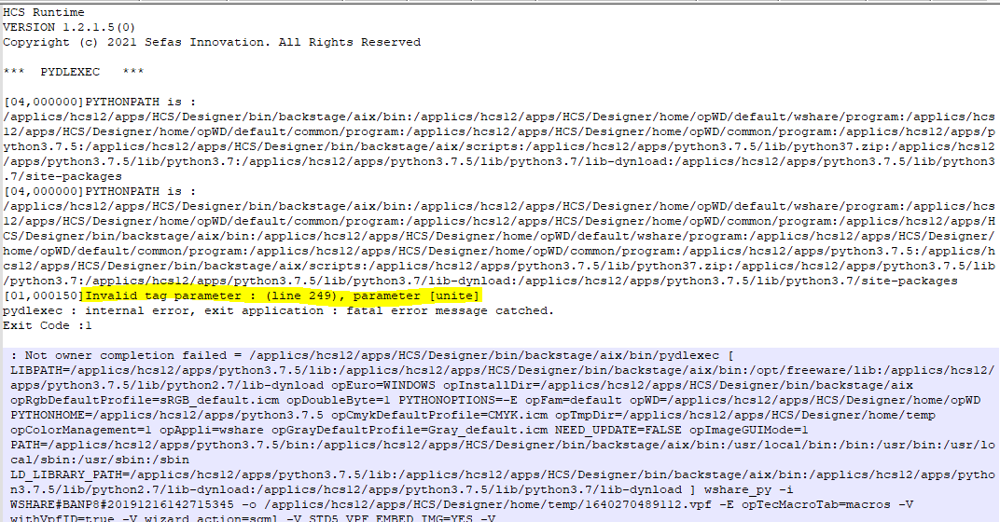 HCS Runtime
VERSION 1.2.1.5(0)
Copyright (c) 2021 Sefas Innovation. All Rights Reserved
*** PYDLEXEC ***
[04,000000]PYTHONPATH is :
/applics/hcs12/apps/HCS/Designer/bin/backstage/aix/bin:/applics/hcs12/apps/HCS/Designer/home/opWD/default/wshare/program:/applics/hcs
12/apps/HCS/Designer/home/opWD/default/common/program:/applics/hcs12/apps/HCS/Designer/home/opWD/common/program:/applics/hcs12/apps/p
ython3.7.5:/applics/hcs12/apps/HCS/Designer/bin/backstage/aix/scripts:/applics/hcs12/apps/python3.7.5/lib/python37.zip:/applics/hcs12
/apps/python3.7.5/lib/python3.7:/applics/hcs12/apps/python3.7.5/lib/python3.7/lib-dynload:/applics/hcs12/apps/python3.7.5/lib/python3
.7/site-packages
[04,000000]PYTHONPATH is :
/applics/hcs12/apps/HCS/Designer/bin/backstage/aix/bin:/applics/hcs12/apps/HCS/Designer/home/opWD/default/wshare/program:/applics/hcs
12/apps/HCS/Designer/home/opWD/default/common/program:/applics/hcs12/apps/HCS/Designer/home/opWD/common/program:/applics/hcs12/apps/H
CS/Designer/bin/backstage/aix/bin:/applics/hcs12/apps/HCS/Designer/home/opWD/default/wshare/program:/applics/hcs12/apps/HCS/Designer/
home/opWD/default/common/program:/applics/hcs12/apps/HCS/Designer/home/opWD/common/program:/applics/hcs12/apps/python3.7.5:/applics/h
cs12/apps/HCS/Designer/bin/backstage/aix/scripts:/applics/hcs12/apps/python3.7.5/lib/python37.zip:/applics/hcs12/apps/python3.7.5/lib
/python3.7:/applics/hcs12/apps/python3.7.5/lib/python3.7/lib-dynload:/applics/hcs12/apps/python3.7.5/lib/python3.7/site-packages
[01,000150]Invalid tag parameter : (line 249), parameter [unite]
pydlexec : internal error, exit application : fatal error message catched.
Exit Code :1
: Not owner completion failed = /applics/hcs12/apps/HCS/Designer/bin/backstage/aix/bin/pydlexec [
LIBPATH=/applics/hcs12/apps/python3.7.5/lib:/applics/hcs12/apps/HCS/Designer/bin/backstage/aix/bin:/opt/freeware/lib:/applics/hcs12/
apps/python3.7.5/lib/python2.7/lib-dynload opEuro=WINDOWS opInstallDir=/applics/hcs12/apps/HCS/Designer/bin/backstage/aix
opRgbDefaultProfile=sRGB_default.icm opDoubleByte=1 PYTHONOPTIONS=-E opFam=default opWD=/applics/hcs12/apps/HCS/Designer/home/opWD
PYTHONHOME=/applics/hcs12/apps/python3.7.5 opCmykDefaultProfile=CMYK.icm opTmpDir=/applics/hcs12/apps/HCS/Designer/home/temp
opColorManagement=1 opAppli=wshare opGrayDefaultProfile=Gray_default.icm NEED_UPDATE=FALSE opImageGUIMode=1
PATH=/applics/hcs12/apps/python3.7.5/bin:/applics/hcs12/apps/HCS/Designer/bin/backstage/aix/bin:/usr/local/bin:/bin:/usr/bin:/usr/lo
cal/sbin:/usr/sbin:/sbin
LD_LIBRARY_PATH=/applics/hcs12/apps/python3.7.5/lib:/applics/hcs12/apps/HCS/Designer/bin/backstage/aix/bin:/applics/hcs12/apps/pytho
n3.7.5/lib/python2.7/lib-dynload:/applics/hcs12/apps/python3.7.5/lib/python3.7/lib-dynload ] wshare_py -i
WSHARE#BANP8#20191216142715345 -o /applics/hcs12/apps/HCS/Designer/home/temp/1640270489112.vpf -E opTecMacroTab=macros -V
withVpfID=true -V wizard_action=sgml -V STD5_VPF_EMBED_IMG=YES -V